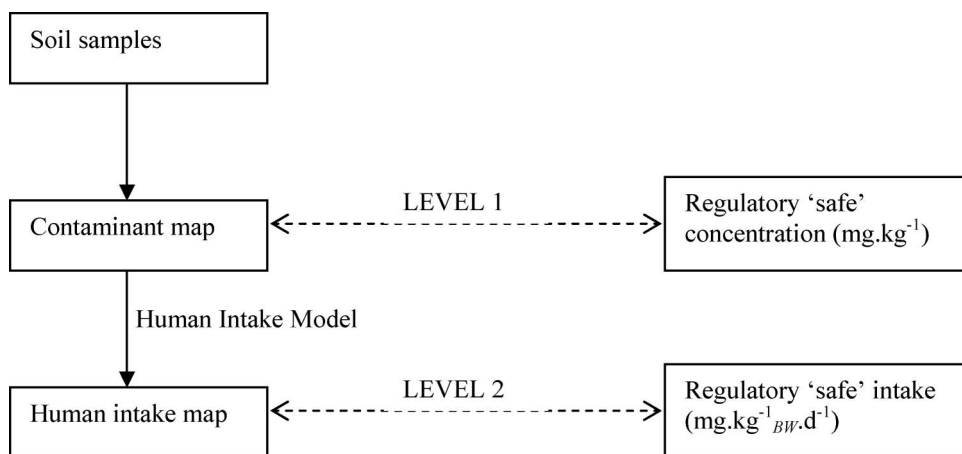 Soil samples
Contaminant map
LEVEL 1
Regulatory ‘safe’
concentration (mg.kg⁻¹)
Human Intake Model
Human intake map
LEVEL 2
Regulatory ‘safe’ intake
(mg.kg⁻¹BW.d⁻¹)